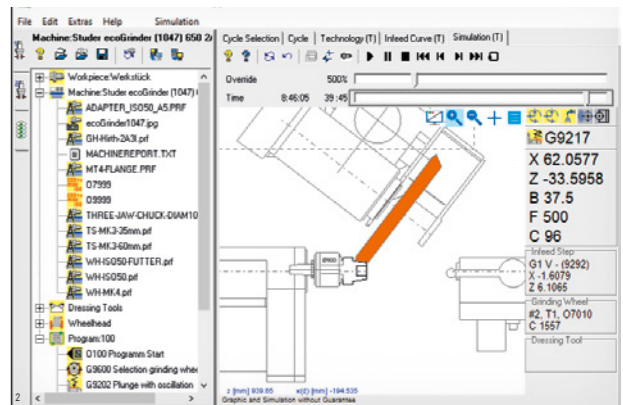 File Edit Extras Help Simulation
Machine:Studer ecoGrinder (1047) 650 2/
Workpiece:Werkstück
Machine:Studer ecoGrinder (1047)
ADAPTER_ISO50_A5.PRF
ecoGrinder1047.jpg
GH-Hirth-2A3I.prf
MACHINEREPORT.TXT
MT4-FLANGE.PRF
O7999
O9999
THREE-JAW-CHUCK-DIAM10
TS-MK3-35mm.prf
TS-MK3-60mm.prf
WH-ISO50-FUTTER.prf
WH-ISO50.prf
WH-MK4.prf
Dressing Tools
Wheelhead
Program:100
O100 Programm Start
G9600 Selection grinding whee
G9202 Plunge with oscillation
2
Cycle Selection Cycle Technology (T) Infeed Curve (T) Simulation (T)
Override 500%
Time 8:46:05 39:45
G9217
X 62.0577
Z -33.5958
B 37.5
F 500
C 96
Infeed Step
G1 V - (9292)
X -1.6079
Z 6.1065
Grinding Wheel
#2, T1, O7010
C 1557
Dressing Tool
z [mm] 939.65 x(d) [mm] -194.535
Graphic and Simulation without Guarantee